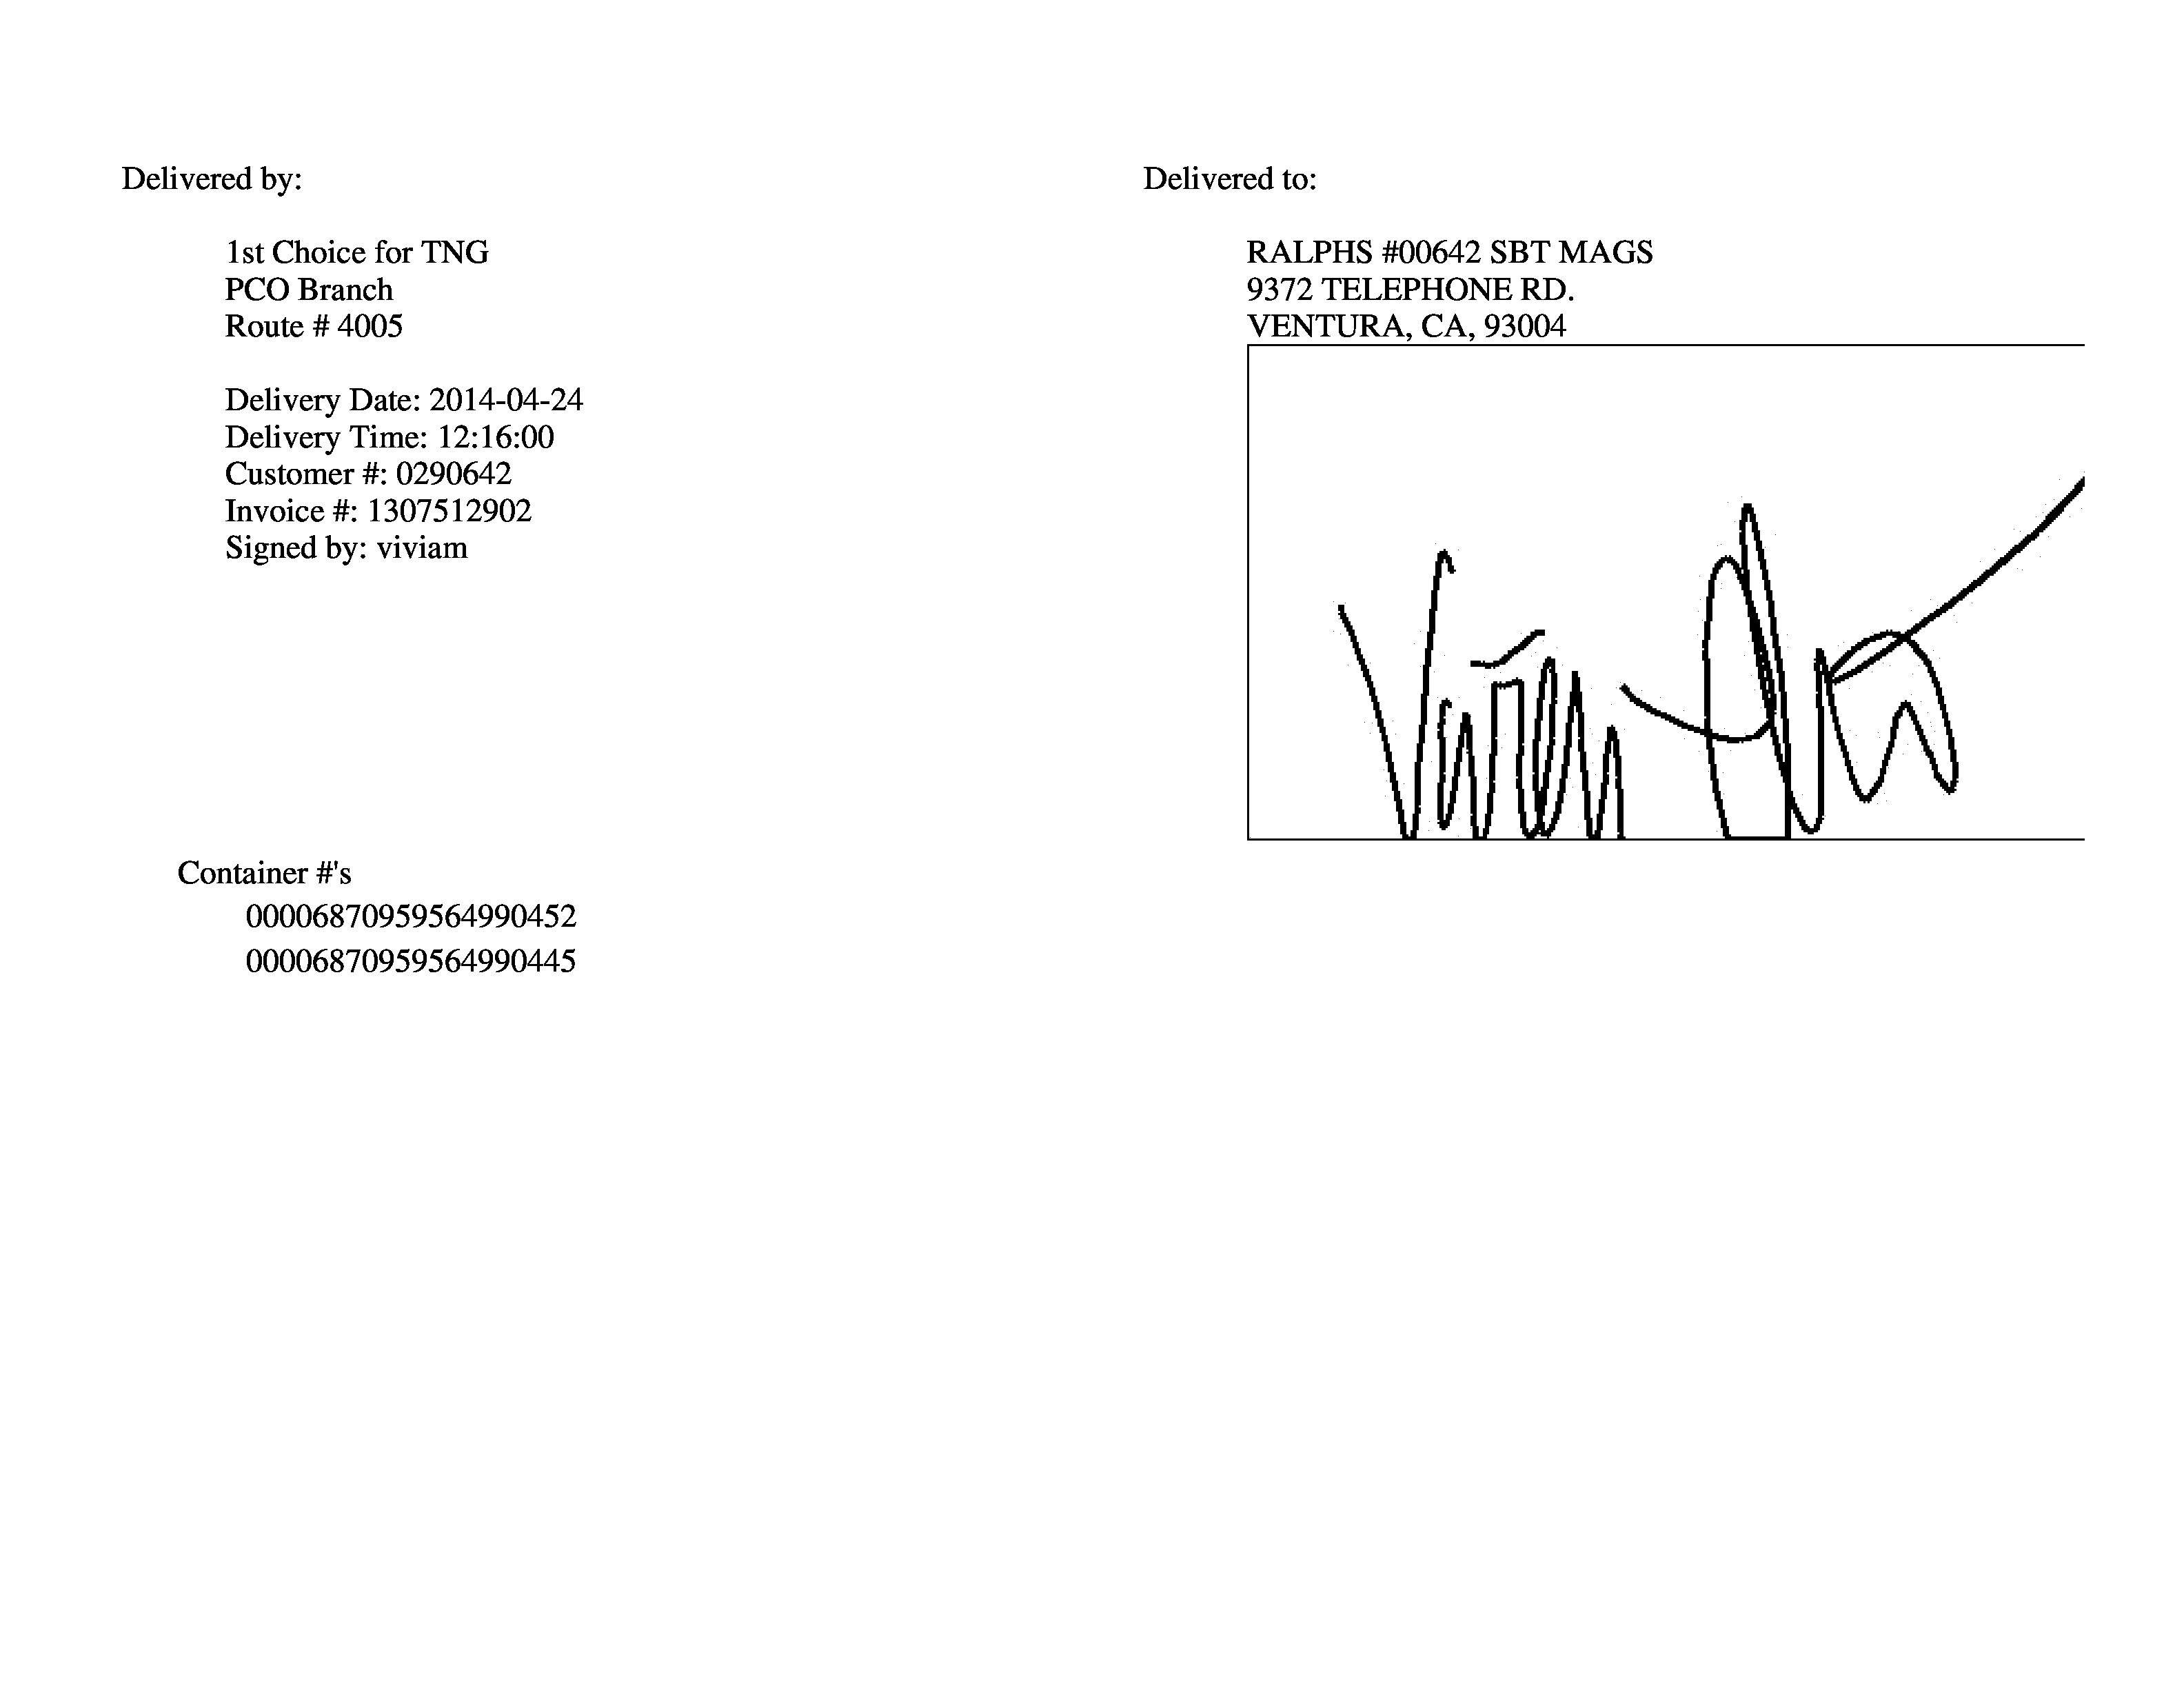 Delivered by:
1st Choice for TNG
PCO Branch
Route # 4005
Delivery Date: 2014-04-24
Delivery Time: 12:16:00
Customer #: 0290642
Invoice #: 1307512902
Signed by: viviam
Delivered to:
RALPHS #00642 SBT MAGS
9372 TELEPHONE RD.
VENTURA, CA, 93004
Container #'s
00006870959564990452
00006870959564990445